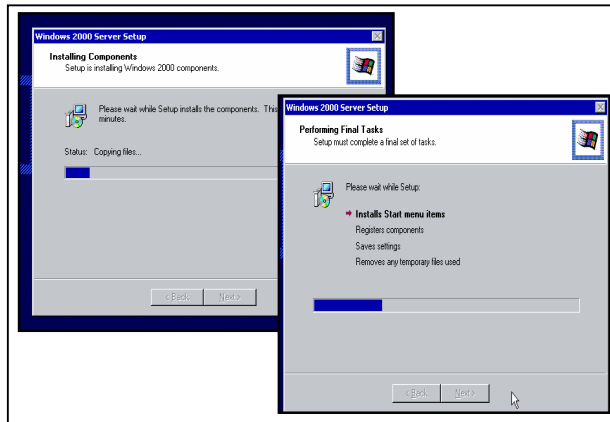 Windows 2000 Server Setup
Installing Components
Setup is installing Windows 2000 components.
Please wait while Setup installs the components. This
minutes.
Status: Copying files...
< Back
Next >
Windows 2000 Server Setup
Performing Final Tasks
Setup must complete a final set of tasks.
Please wait while Setup:
Installs Start menu items
Registers components
Saves settings
Removes any temporary files used
< Back
Next >